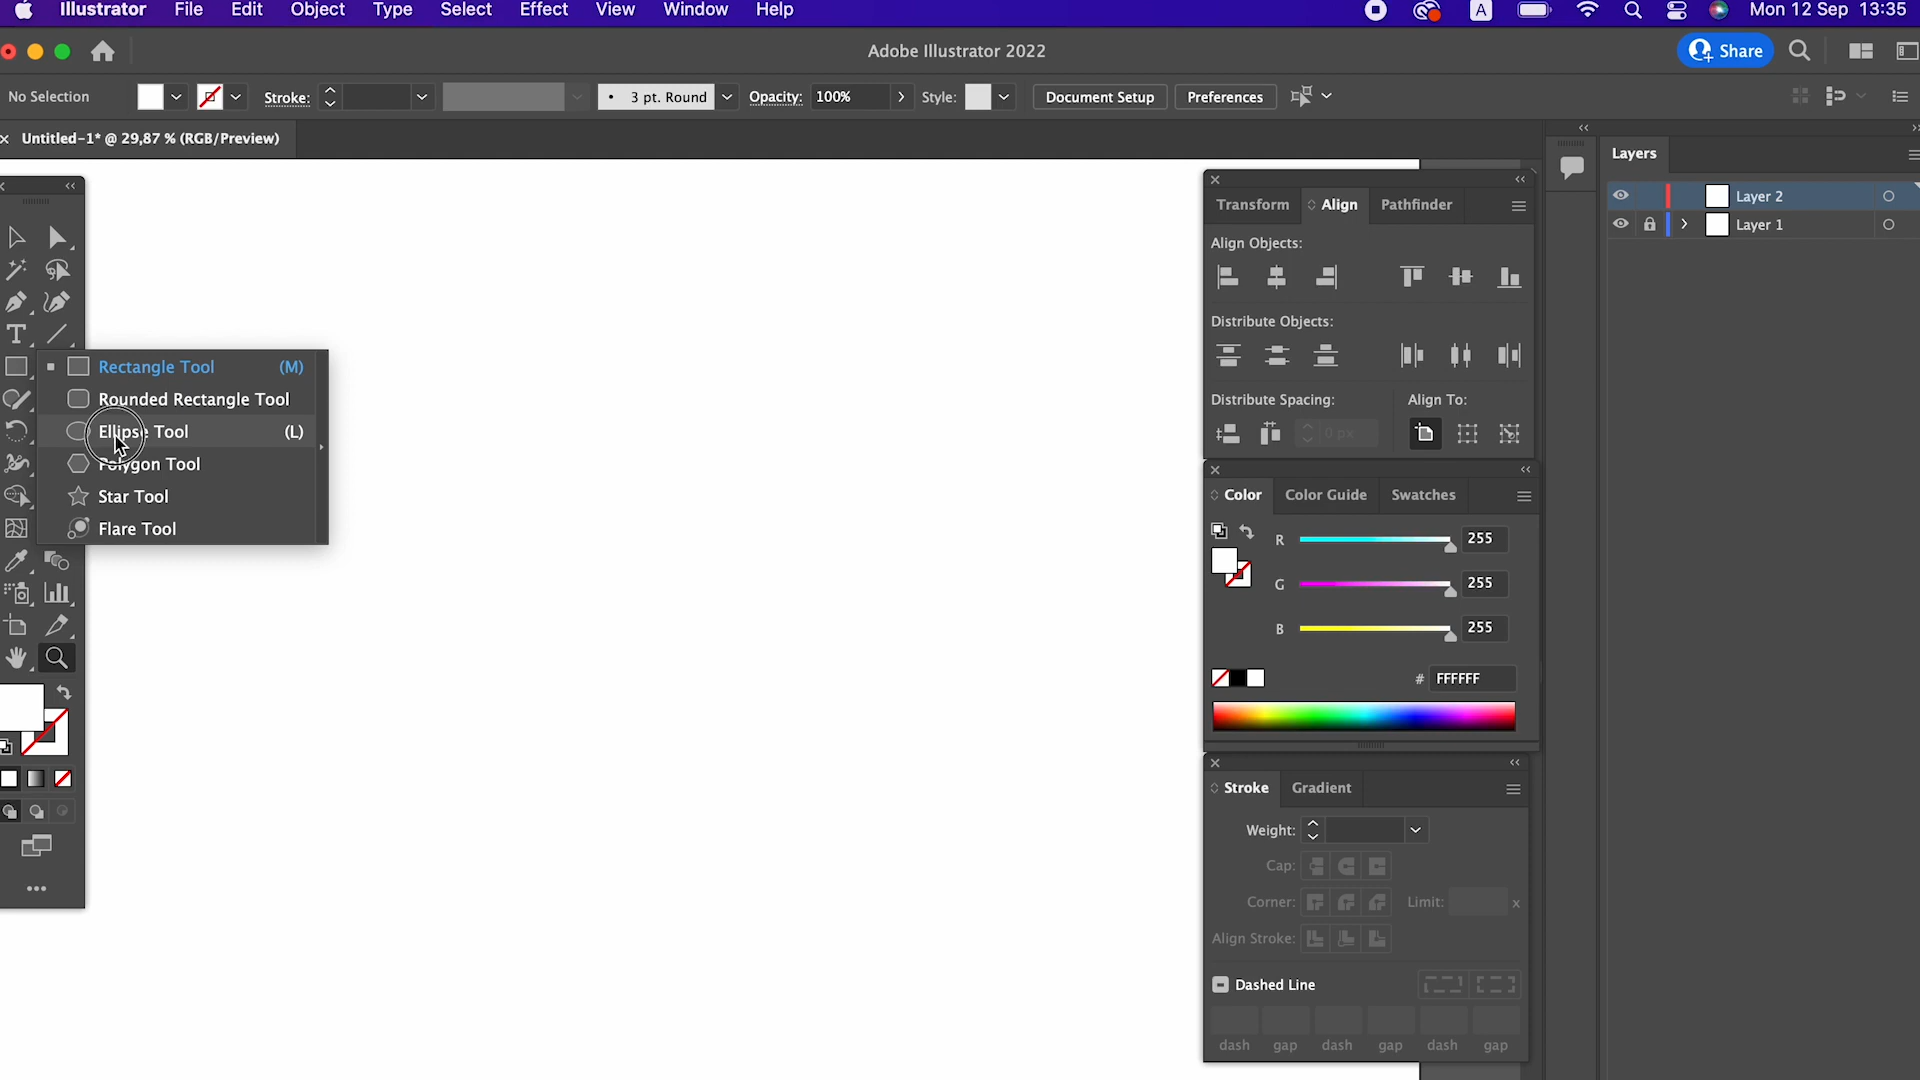 Illustrator File Edit Object Type Select Effect View Window Help A Mon 12 Sep 13:35
Adobe Illustrator 2022 Share
No Selection Stroke: 3 pt. Round Opacity: 100% Style: Document Setup Preferences
Untitled-1* @ 29,87 % (RGB/Preview)
Layers
Layer 2
Layer 1
Transform Align Pathfinder
Align Objects:
Distribute Objects:
Distribute Spacing: Align To:
0 px
Rectangle Tool (M)
Rounded Rectangle Tool
Ellipse Tool (L)
Polygon Tool
Star Tool
Flare Tool
Color Color Guide Swatches
R 255
G 255
B 255
# FFFFFF
Stroke Gradient
Weight:
Cap:
Corner: Limit: x
Align Stroke:
Dashed Line
dash gap dash gap dash gap